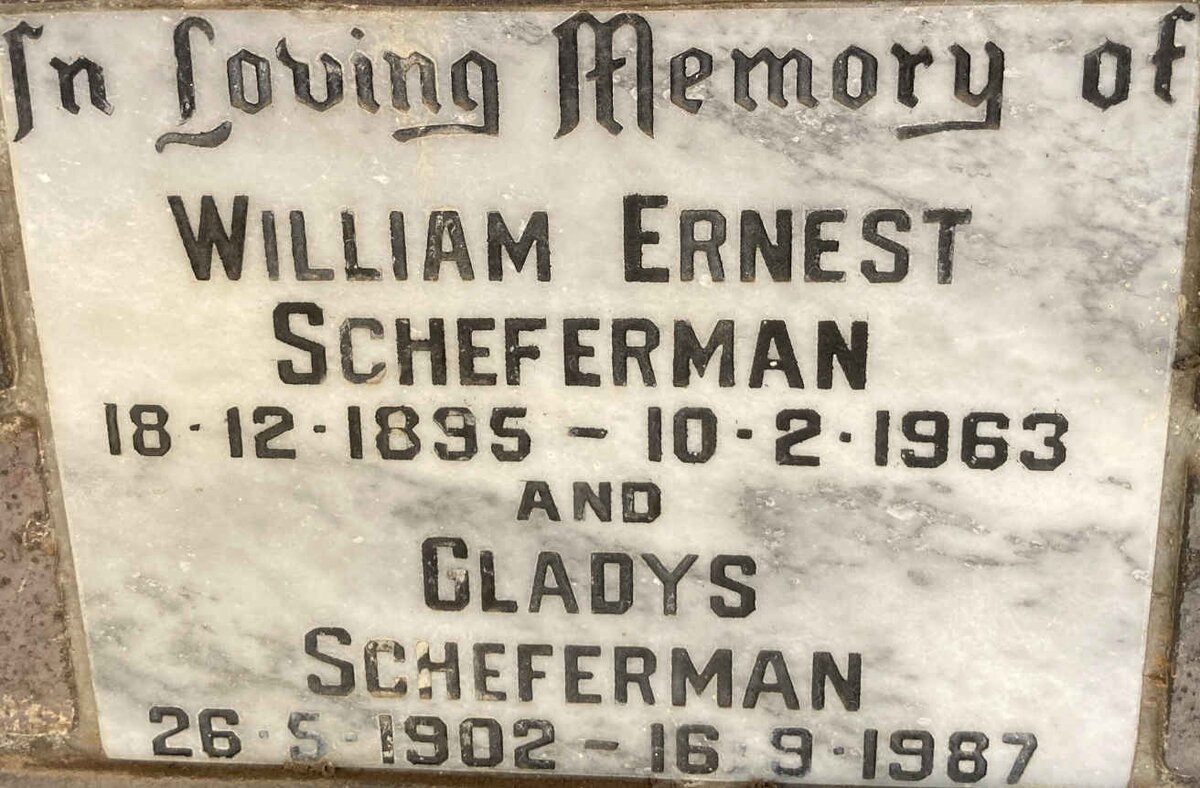 In Loving Memory of
WILLIAM ERNEST
SCHEFERMAN
18·12·1895 – 10·2·1963
AND
GLADYS
SCHEFERMAN
26·5·1902 – 16·9·1987